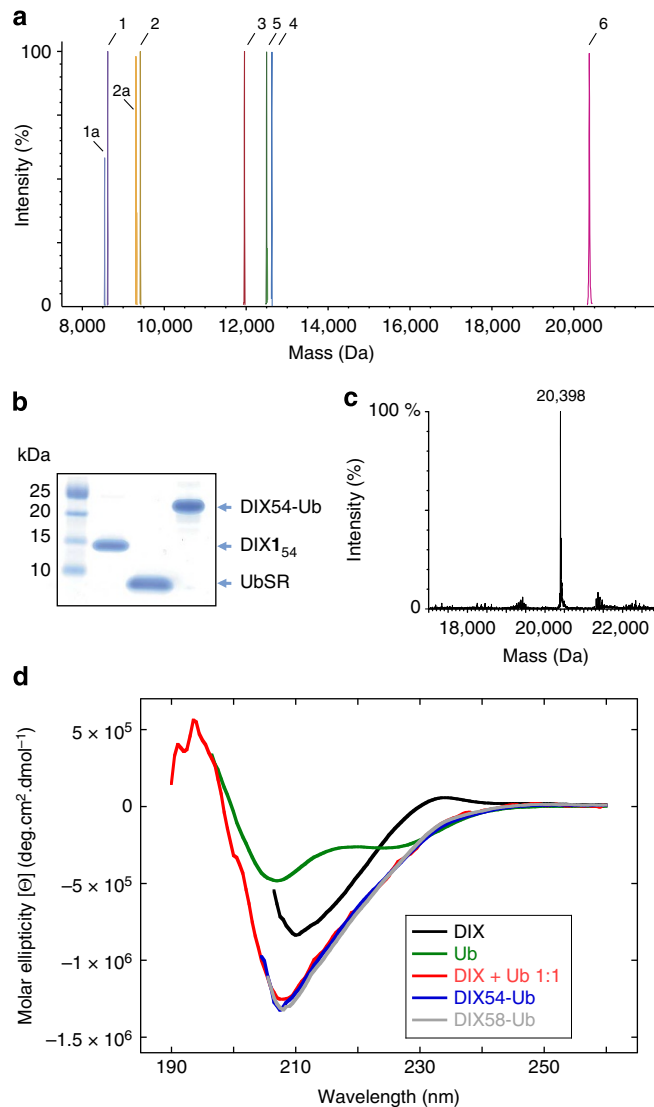 a
1 2 3 5 4 6
100
2a
1a
Intensity (%)
0
8,000 10,000 12,000 14,000 16,000 18,000 20,000
Mass (Da)
b
kDa
25
20
15
10
DIX54-Ub
DIX1₅₄
UbSR
c
20,398
100 %
Intensity (%)
0
18,000 20,000 22,000
Mass (Da)
d
Molar ellipticity [Θ] (deg.cm².dmol⁻¹)
5 × 10⁵
0
−5 × 10⁵
−1 × 10⁶
−1.5 × 10⁶
DIX
Ub
DIX + Ub 1:1
DIX54-Ub
DIX58-Ub
190 210 230 250
Wavelength (nm)